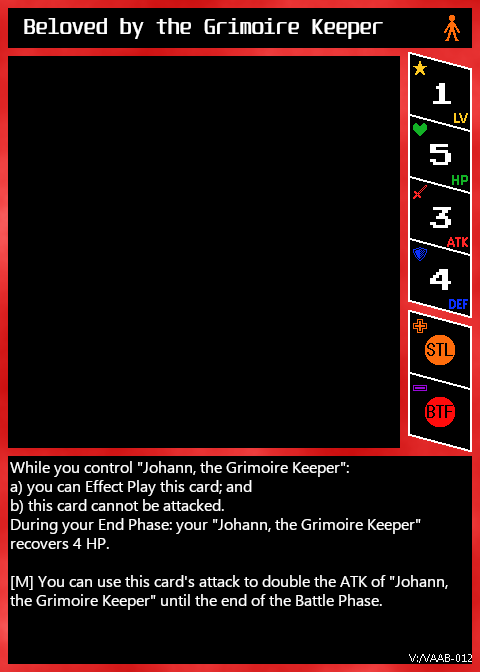 Beloved by the Grimoire Keeper
1
LV
5
HP
3
ATK
4
DEF
STL
BTF
While you control "Johann, the Grimoire Keeper":
a) you can Effect Play this card; and
b) this card cannot be attacked.
During your End Phase: your "Johann, the Grimoire Keeper"
recovers 4 HP.
[M] You can use this card's attack to double the ATK of "Johann,
the Grimoire Keeper" until the end of the Battle Phase.
V:/VAAB-012